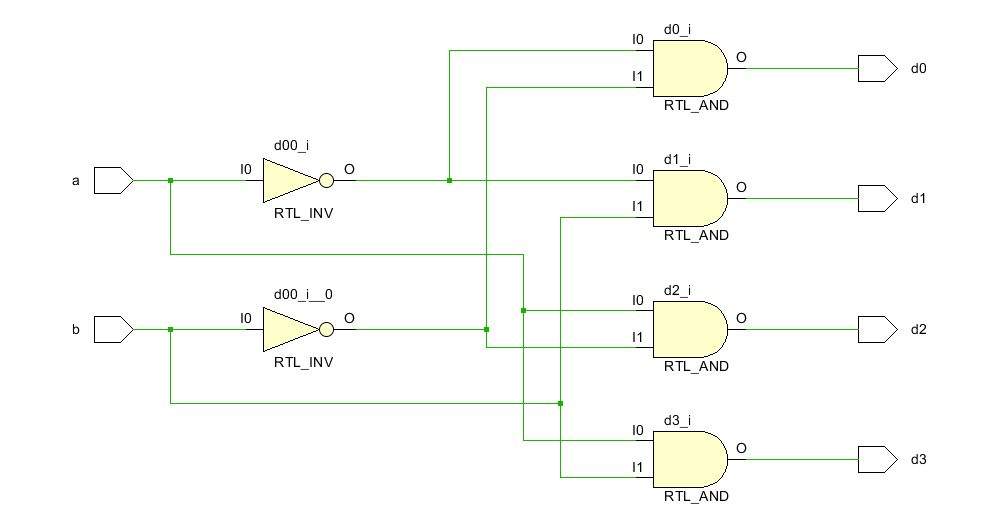 d0_i
I0
O
d0
I1
RTL_AND
d00_i
d1_i
a
I0
O
I0
O
d1
I1
RTL_INV
RTL_AND
d00_i__0
d2_i
I0
O
d2
b
I0
O
I1
RTL_INV
RTL_AND
d3_i
I0
O
d3
I1
RTL_AND